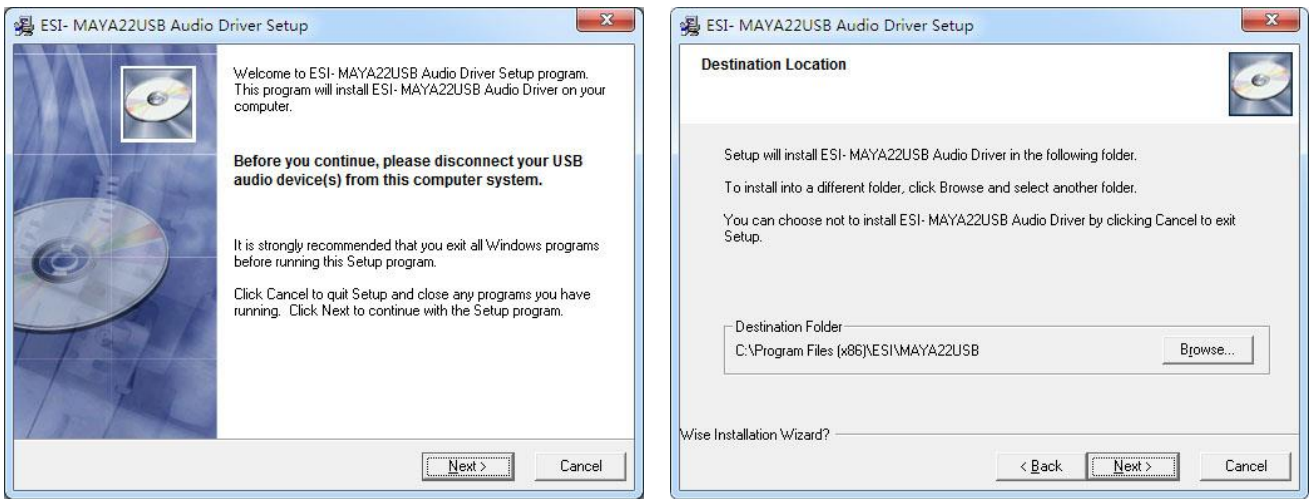 ESI- MAYA22USB Audio Driver Setup
Welcome to ESI- MAYA22USB Audio Driver Setup program.
This program will install ESI- MAYA22USB Audio Driver on your
computer.
Before you continue, please disconnect your USB
audio device(s) from this computer system.
It is strongly recommended that you exit all Windows programs
before running this Setup program.
Click Cancel to quit Setup and close any programs you have
running. Click Next to continue with the Setup program.
Next >
Cancel
ESI- MAYA22USB Audio Driver Setup
Destination Location
Setup will install ESI- MAYA22USB Audio Driver in the following folder.
To install into a different folder, click Browse and select another folder.
You can choose not to install ESI- MAYA22USB Audio Driver by clicking Cancel to exit
Setup.
Destination Folder
C:\Program Files (x86)\ESI\MAYA22USB
Browse...
Wise Installation Wizard?
< Back
Next >
Cancel